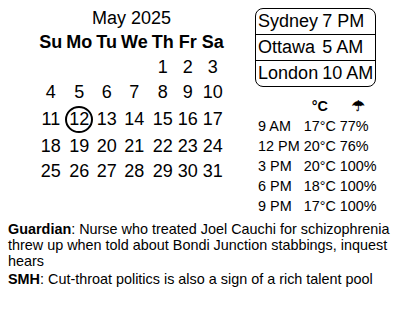 May 2025
Su Mo Tu We Th Fr Sa
1 2 3
4 5 6 7 8 9 10
11 12 13 14 15 16 17
18 19 20 21 22 23 24
25 26 27 28 29 30 31
Sydney 7 PM
Ottawa 5 AM
London 10 AM
°C ☂
9 AM 17°C 77%
12 PM 20°C 76%
3 PM 20°C 100%
6 PM 18°C 100%
9 PM 17°C 100%
Guardian: Nurse who treated Joel Cauchi for schizophrenia
threw up when told about Bondi Junction stabbings, inquest
hears
SMH: Cut-throat politics is also a sign of a rich talent pool